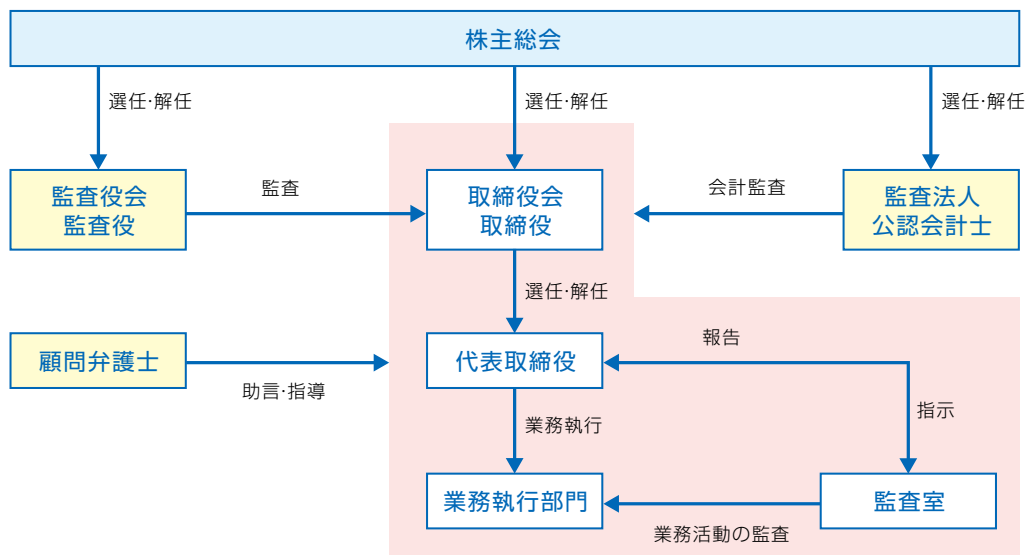 株主総会
選任・解任
選任・解任
選任・解任
監査役会
監査役
監査
取締役会
取締役
会計監査
監査法人
公認会計士
選任・解任
顧問弁護士
助言・指導
代表取締役
報告
指示
業務執行
業務執行部門
業務活動の監査
監査室